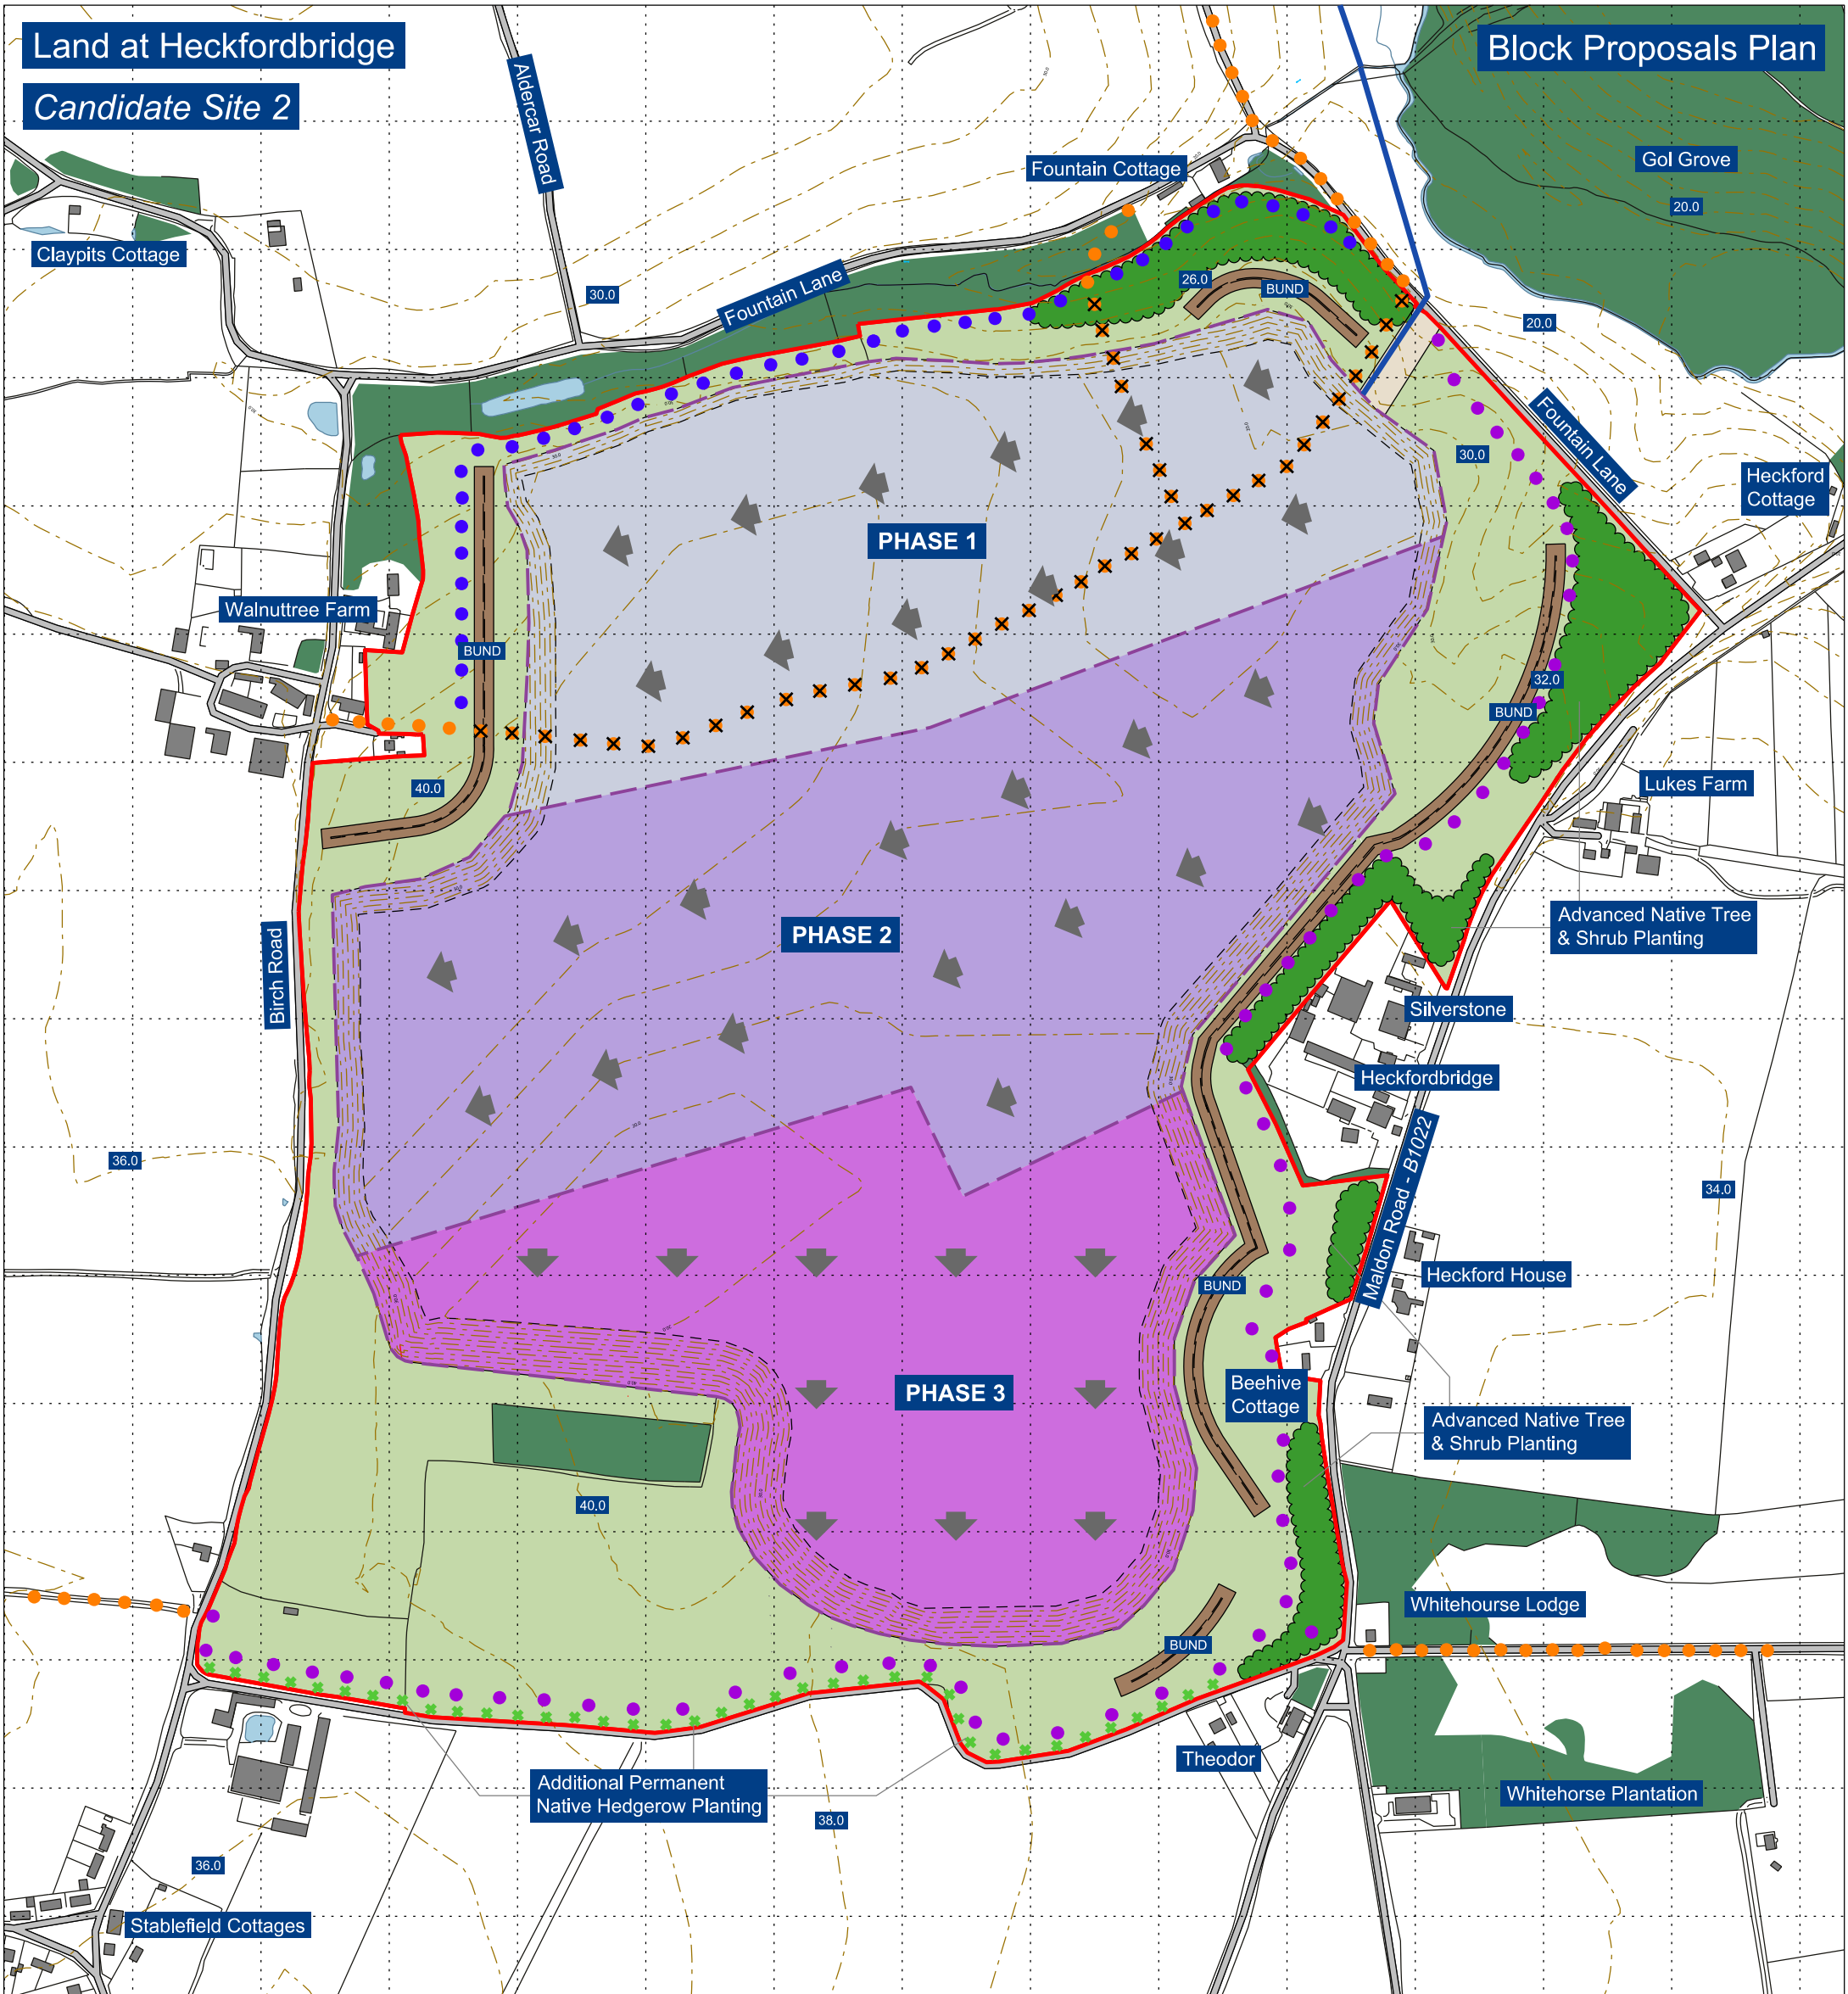 Land at Heckfordbridge
Candidate Site 2
Block Proposals Plan
Aldercar Road
Fountain Cottage
Gol Grove
20.0
Claypits Cottage
30.0
Fountain Lane
26.0
BUND
20.0
Fountain Lane
30.0
Heckford
Cottage
PHASE 1
Walnuttree Farm
BUND
32.0
BUND
40.0
Lukes Farm
PHASE 2
Advanced Native Tree
& Shrub Planting
Birch Road
Silverstone
Heckfordbridge
36.0
Maldon Road - B1022
34.0
Heckford House
BUND
PHASE 3
Beehive
Cottage
Advanced Native Tree
& Shrub Planting
40.0
Whitehourse Lodge
BUND
Theodor
Additional Permanent
Native Hedgerow Planting
Whitehorse Plantation
38.0
36.0
Stablefield Cottages